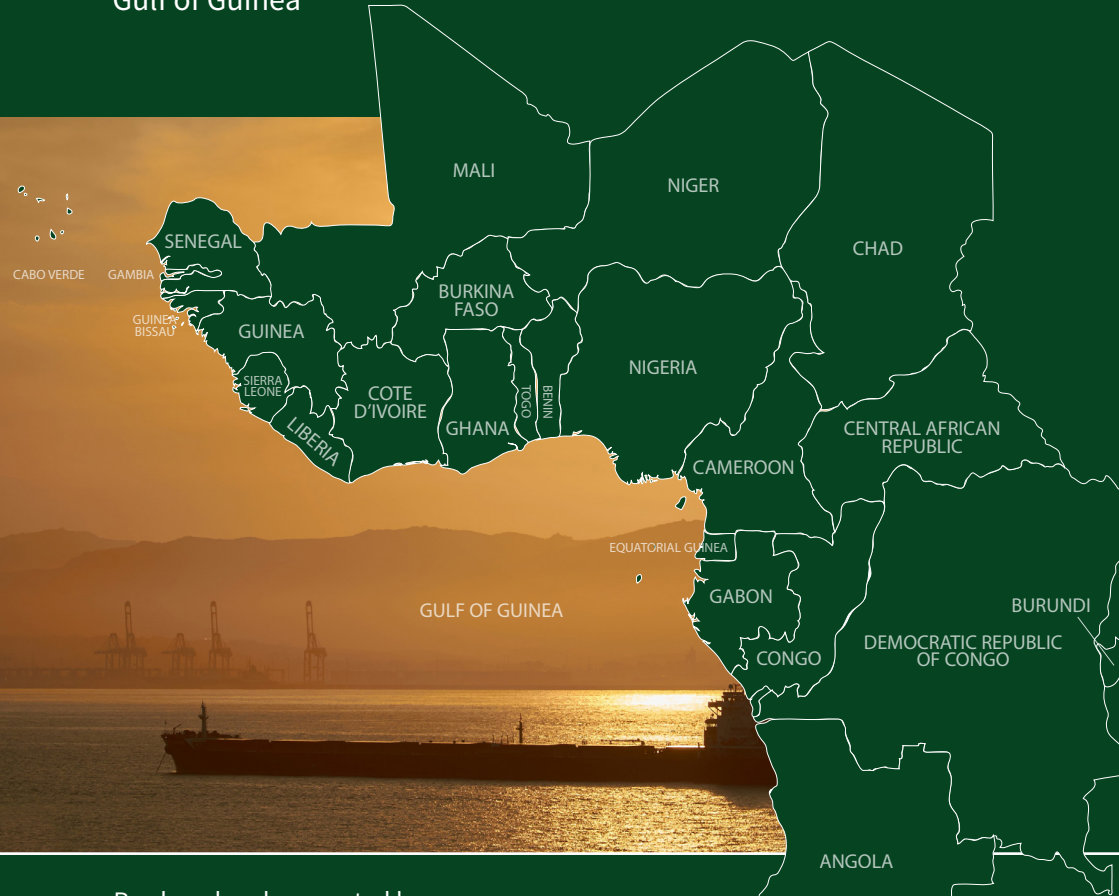 Gulf of Guinea
MALI
NIGER
SENEGAL
CHAD
CABO VERDE
GAMBIA
BURKINA
FASO
GUINEA
BISSAU
GUINEA
NIGERIA
SIERRA
LEONE
COTE
D'IVOIRE
TOGO
BENIN
LIBERIA
GHANA
CENTRAL AFRICAN
REPUBLIC
CAMEROON
EQUATORIAL GUINEA
GABON
GULF OF GUINEA
BURUNDI
DEMOCRATIC REPUBLIC
OF CONGO
CONGO
ANGOLA